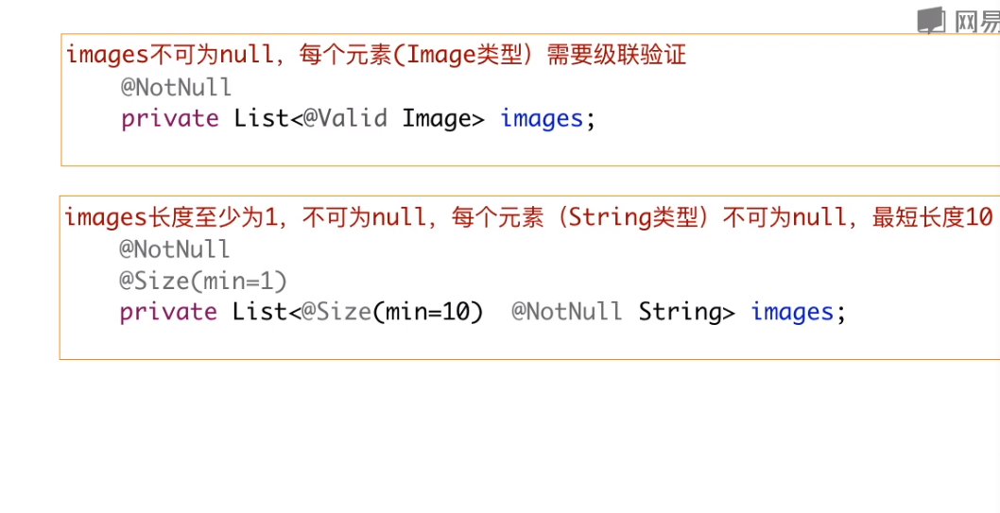 网易
images不可为null，每个元素(Image类型）需要级联验证
@NotNull
private List<@Valid Image> images;
images长度至少为1，不可为null，每个元素（String类型）不可为null，最短长度10
@NotNull
@Size(min=1)
private List<@Size(min=10)  @NotNull String> images;